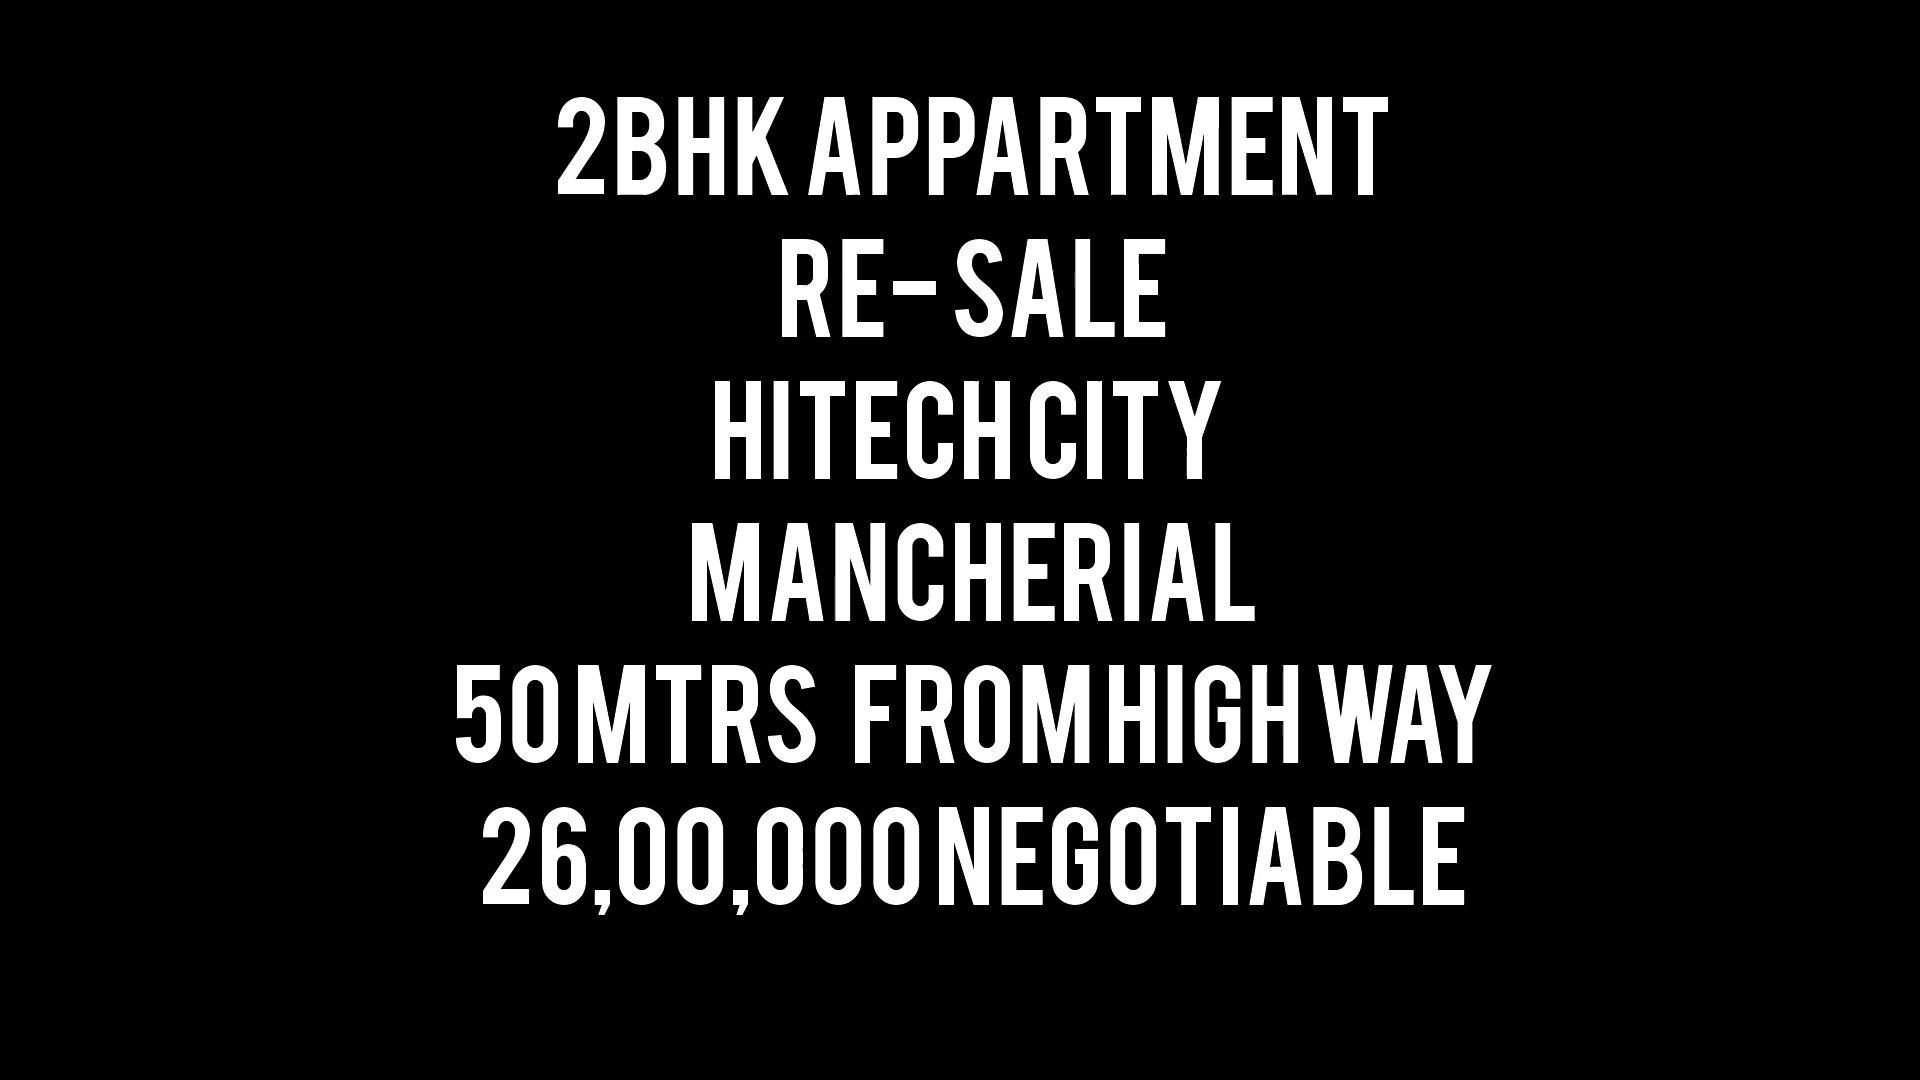 2BHK APPARTMENT
RE- SALE
HITECH CITY
MANCHERIAL
50 MTRS FROM HIGH WAY
26,00,000 NEGOTIABLE